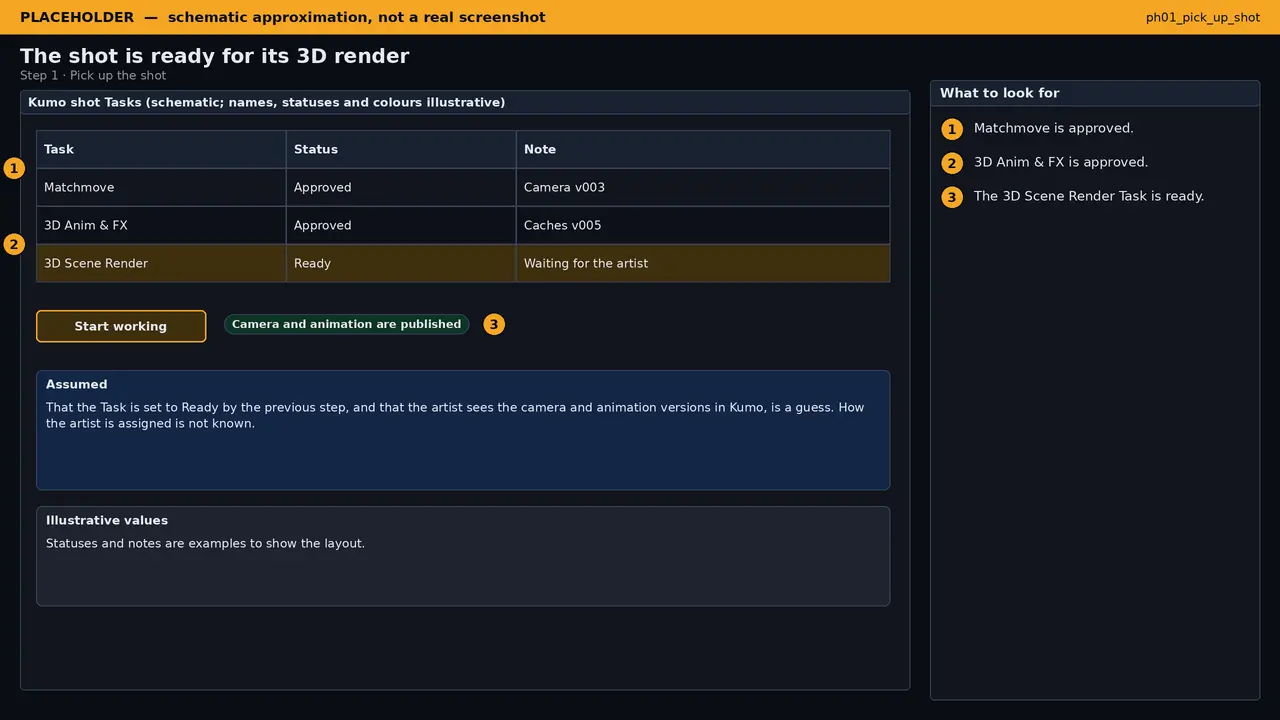 PLACEHOLDER — schematic approximation, not a real screenshot
ph01_pick_up_shot
The shot is ready for its 3D render
Step 1 · Pick up the shot
Kumo shot Tasks (schematic; names, statuses and colours illustrative)
Task Status Note
1
Matchmove Approved Camera v003
3D Anim & FX Approved Caches v005
2
3D Scene Render Ready Waiting for the artist
Start working
Camera and animation are published
3
Assumed
That the Task is set to Ready by the previous step, and that the artist sees the camera and animation versions in Kumo, is a guess. How
the artist is assigned is not known.
Illustrative values
Statuses and notes are examples to show the layout.
What to look for
1 Matchmove is approved.
2 3D Anim & FX is approved.
3 The 3D Scene Render Task is ready.